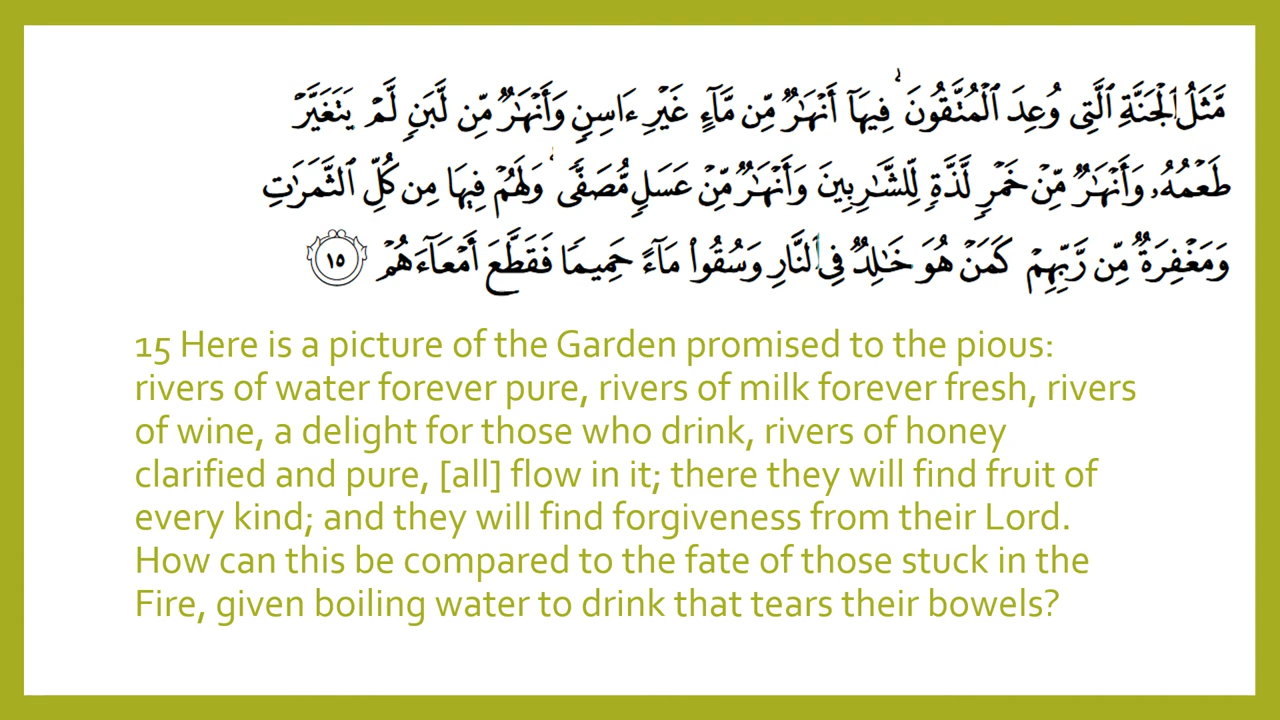 مَّثَلُ ٱلْجَنَّةِ ٱلَّتِى وُعِدَ ٱلْمُتَّقُونَ ۖ فِيهَآ أَنْهَـٰرٌ مِّن مَّآءٍ غَيْرِ ءَاسِنٍ وَأَنْهَـٰرٌ مِّن لَّبَنٍ لَّمْ يَتَغَيَّرْ
طَعْمُهُۥ وَأَنْهَـٰرٌ مِّنْ خَمْرٍ لَّذَّةٍ لِّلشَّـٰرِبِينَ وَأَنْهَـٰرٌ مِّنْ عَسَلٍ مُّصَفًّى ۖ وَلَهُمْ فِيهَا مِن كُلِّ ٱلثَّمَرَٰتِ
وَمَغْفِرَةٌ مِّن رَّبِّهِمْ كَمَنْ هُوَ خَـٰلِدٌ فِى ٱلنَّارِ وَسُقُوا۟ مَآءً حَمِيمًا فَقَطَّعَ أَمْعَآءَهُمْ ١٥
15 Here is a picture of the Garden promised to the pious:
rivers of water forever pure, rivers of milk forever fresh, rivers
of wine, a delight for those who drink, rivers of honey
clarified and pure, [all] flow in it; there they will find fruit of
every kind; and they will find forgiveness from their Lord.
How can this be compared to the fate of those stuck in the
Fire, given boiling water to drink that tears their bowels?